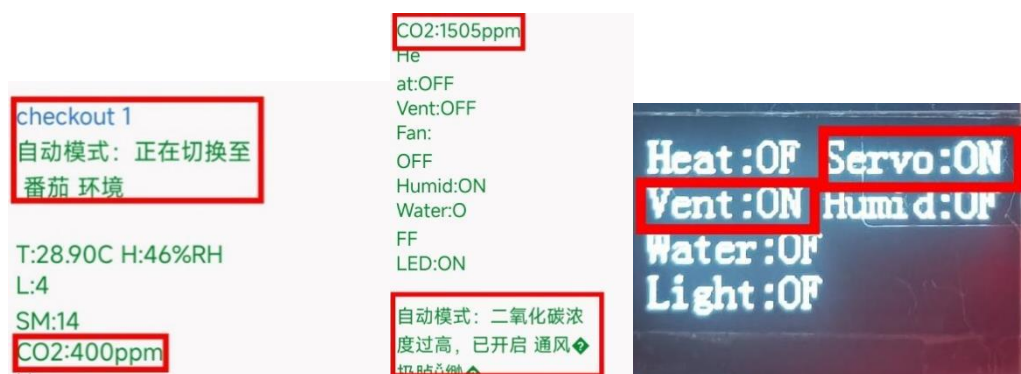 checkout 1
自动模式：正在切换至
番茄 环境
T:28.90C H:46%RH
L:4
SM:14
CO2:400ppm
CO2:1505ppm
He
at:OFF
Vent:OFF
Fan:
OFF
Humid:ON
Water:O
FF
LED:ON
自动模式：二氧化碳浓
度过高，已开启 通风�
Heat:OF Servo:ON
Vent:ON Humid:OF
Water:OF
Light:OF